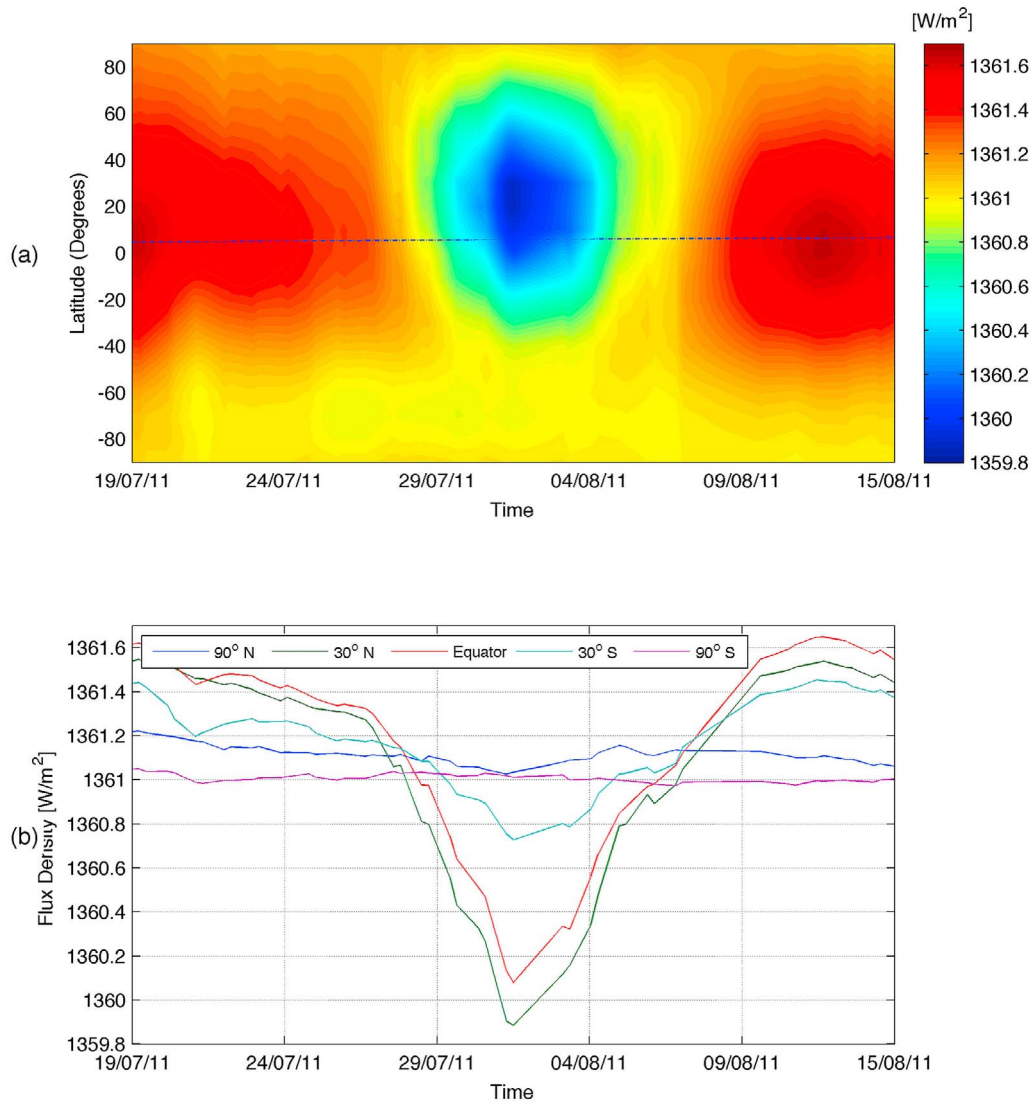 [W/m²]
(a)
Latitude (Degrees)
80
60
40
20
0
-20
-40
-60
-80
19/07/11 24/07/11 29/07/11 04/08/11 09/08/11 15/08/11
Time
1361.6
1361.4
1361.2
1361
1360.8
1360.6
1360.4
1360.2
1360
1359.8
(b)
Flux Density [W/m²]
1361.6
1361.4
1361.2
1361
1360.8
1360.6
1360.4
1360.2
1360
1359.8
90° N 30° N Equator 30° S 90° S
19/07/11 24/07/11 29/07/11 04/08/11 09/08/11 15/08/11
Time